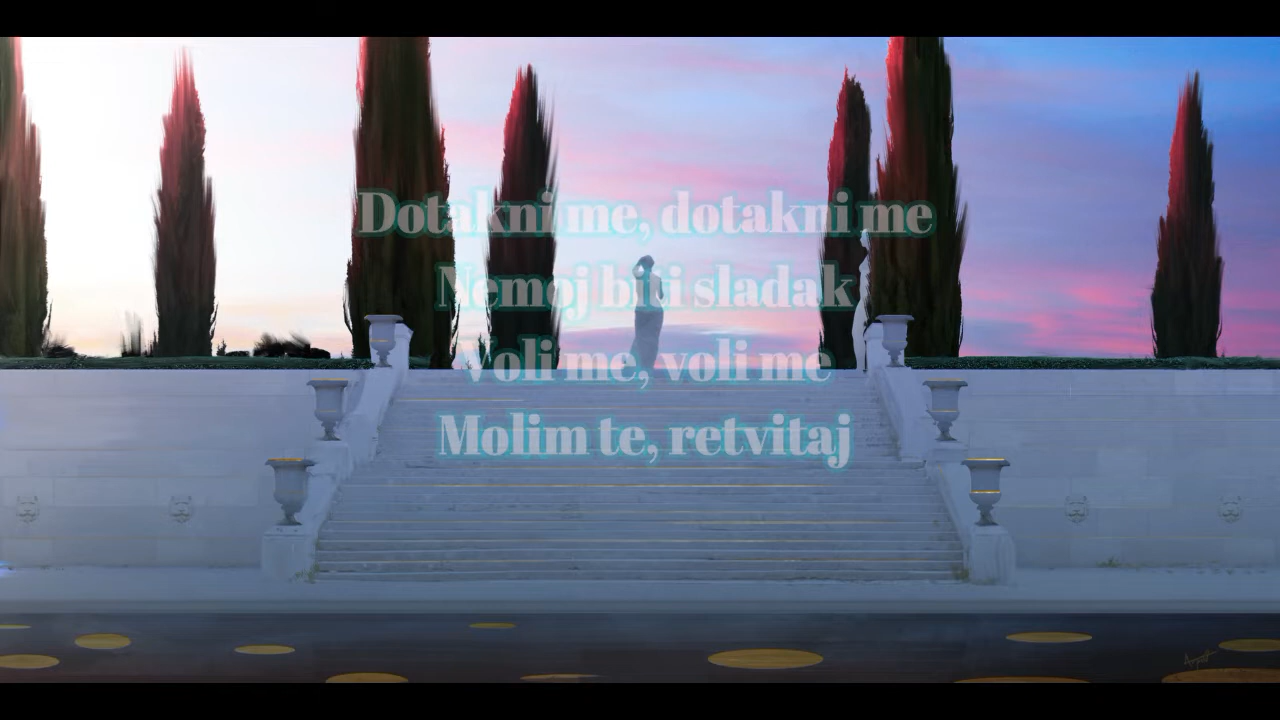 Dotakni me, dotakni me
Nemoj biti sladak
Voli me, voli me
Molim te, retvitaj